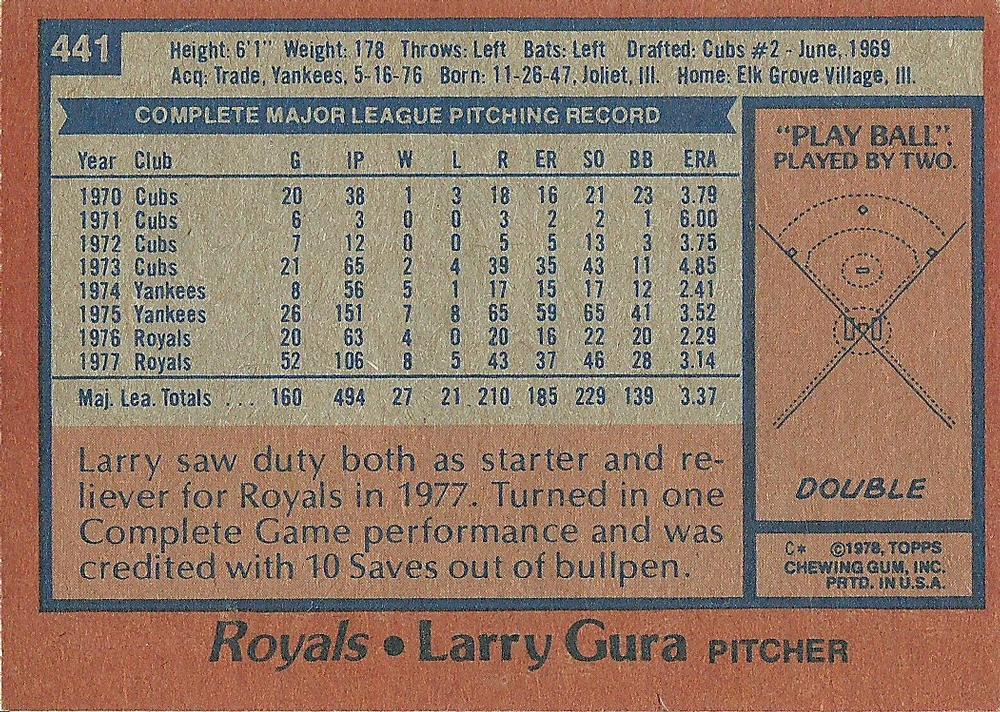 441
Height: 6'1" Weight: 178 Throws: Left Bats: Left Drafted: Cubs #2 - June, 1969
Acq: Trade, Yankees, 5-16-76 Born: 11-26-47, Joliet, Ill. Home: Elk Grove Village, Ill.
COMPLETE MAJOR LEAGUE PITCHING RECORD
Year Club G IP W L R ER SO BB ERA
1970 Cubs 20 38 1 3 18 16 21 23 3.79
1971 Cubs 6 3 0 0 3 2 2 1 6.00
1972 Cubs 7 12 0 0 5 5 13 3 3.75
1973 Cubs 21 65 2 4 39 35 43 11 4.85
1974 Yankees 8 56 5 1 17 15 17 12 2.41
1975 Yankees 26 151 7 8 65 59 65 41 3.52
1976 Royals 20 63 4 0 20 16 22 20 2.29
1977 Royals 52 106 8 5 43 37 46 28 3.14
Maj. Lea. Totals ... 160 494 27 21 210 185 229 139 3.37
Larry saw duty both as starter and re-
liever for Royals in 1977. Turned in one
Complete Game performance and was
credited with 10 Saves out of bullpen.
"PLAY BALL".
PLAYED BY TWO.
DOUBLE
C* ©1978, TOPPS
CHEWING GUM, INC.
PRTD. IN U.S.A.
Royals • Larry Gura PITCHER